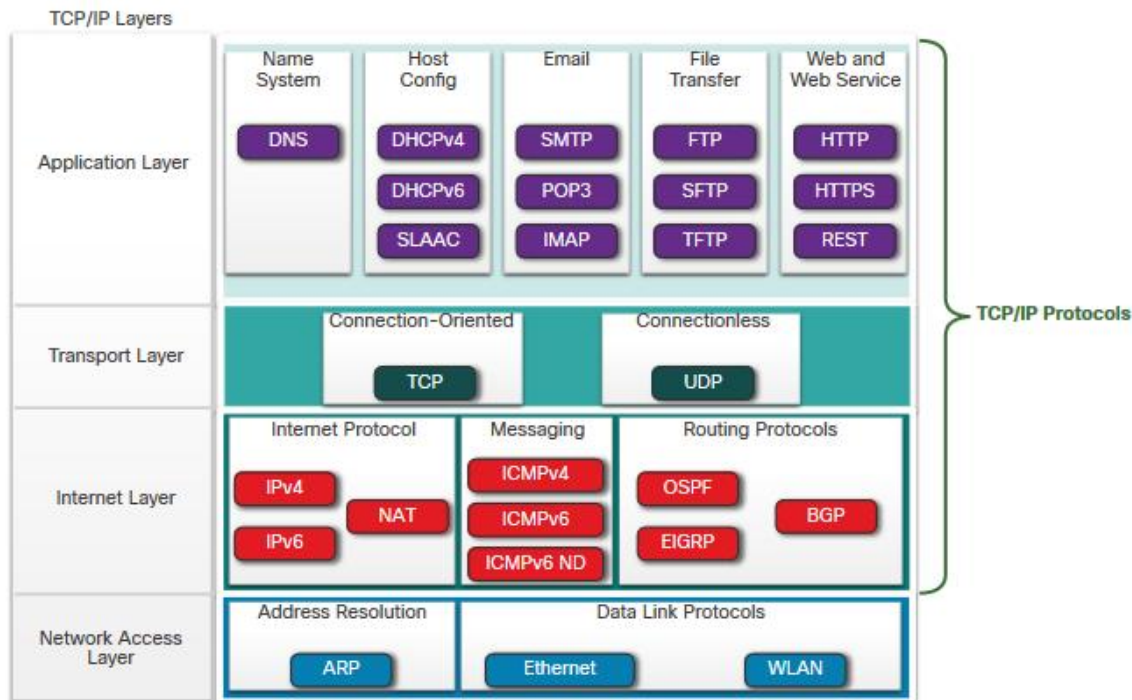 TCP/IP Layers
Name
System
Host
Config
Email
File
Transfer
Web and
Web Service
Application Layer
DNS
DHCPv4
SMTP
FTP
HTTP
DHCPv6
POP3
SFTP
HTTPS
SLAAC
IMAP
TFTP
REST
TCP/IP Protocols
Transport Layer
Connection-Oriented
Connectionless
TCP
UDP
Internet Layer
Internet Protocol
Messaging
Routing Protocols
IPv4
NAT
IPv6
ICMPv4
ICMPv6
ICMPv6 ND
OSPF
BGP
EIGRP
Network Access
Layer
Address Resolution
Data Link Protocols
ARP
Ethernet
WLAN